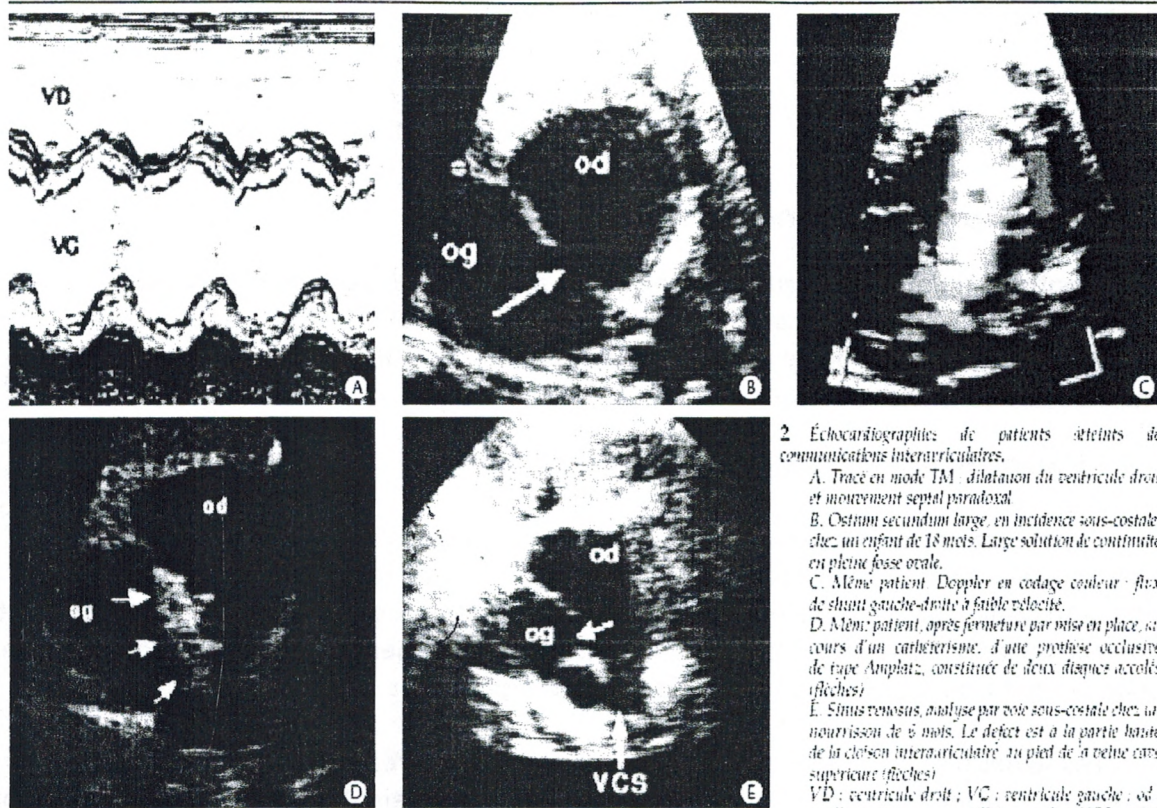 VD
VG
A
od
og
B
C
od
og
D
od
og
VCS
E
2 Échocardiographies de patients atteints de
communications interauriculaires.
A. Tracé en mode TM : dilatation du ventricule droit
et mouvement septal paradoxal
B. Ostium secundum large, en incidence sous-costale,
chez un enfant de 18 mois. Large solution de continuité
en pleine fosse ovale.
C. Même patient. Doppler en codage couleur : flux
de shunt gauche-droite à faible vélocité.
D. Même patient, après fermeture par mise en place, au
cours d'un cathétérisme, d'une prothèse occlusive
de type Amplatz, constituée de deux disques accolés
(flèches)
E. Sinus venosus, analyse par voie sous-costale chez un
nourrisson de 6 mois. Le défect est à la partie haute
de la cloison interauriculaire au pied de la veine cave
supérieure (flèches)
VD : ventricule droit ; VG : ventricule gauche ; od :